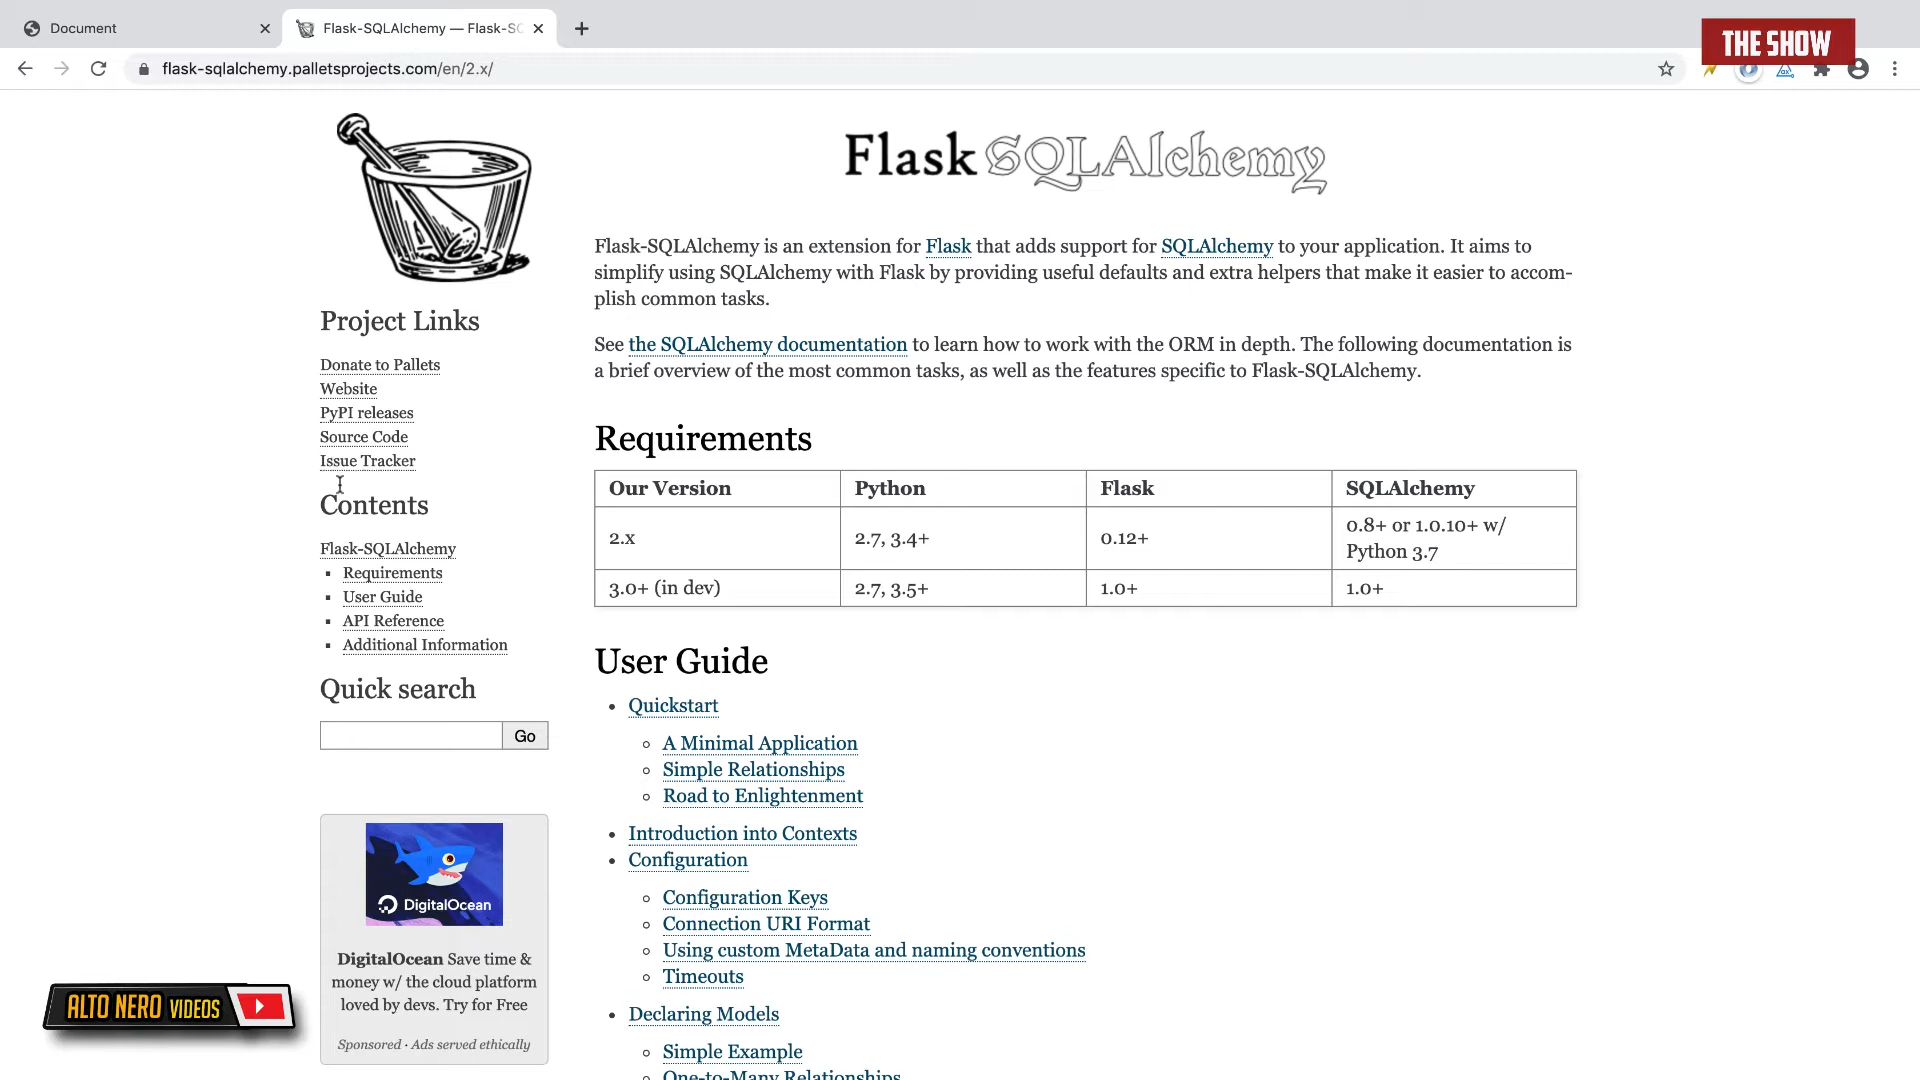 Document
Flask-SQLAlchemy — Flask-SC
THE SHOW
flask-sqlalchemy.palletsprojects.com/en/2.x/
Flask SQLAlchemy
Flask-SQLAlchemy is an extension for Flask that adds support for SQLAlchemy to your application. It aims to
simplify using SQLAlchemy with Flask by providing useful defaults and extra helpers that make it easier to accom-
plish common tasks.
See the SQLAlchemy documentation to learn how to work with the ORM in depth. The following documentation is
a brief overview of the most common tasks, as well as the features specific to Flask-SQLAlchemy.
Project Links
Donate to Pallets
Website
PyPI releases
Source Code
Issue Tracker
Contents
Flask-SQLAlchemy
Requirements
User Guide
API Reference
Additional Information
Quick search
Go
DigitalOcean
DigitalOcean Save time &
money w/ the cloud platform
loved by devs. Try for Free
Sponsored · Ads served ethically
Requirements
Our Version Python Flask SQLAlchemy
2.x 2.7, 3.4+ 0.12+ 0.8+ or 1.0.10+ w/
Python 3.7
3.0+ (in dev) 2.7, 3.5+ 1.0+ 1.0+
User Guide
Quickstart
A Minimal Application
Simple Relationships
Road to Enlightenment
Introduction into Contexts
Configuration
Configuration Keys
Connection URI Format
Using custom MetaData and naming conventions
Timeouts
Declaring Models
Simple Example
One-to-Many Relationships
ALTO NERO VIDEOS